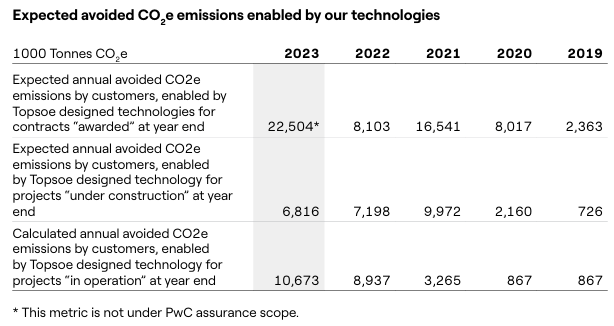 Expected avoided CO2e emissions enabled by our technologies
1000 Tonnes CO2e 2023 2022 2021 2020 2019
Expected annual avoided CO2e
emissions by customers, enabled by
Topsoe designed technologies for
contracts "awarded" at year end 22,504* 8,103 16,541 8,017 2,363
Expected annual avoided CO2e
emissions by customers, enabled
by Topsoe designed technology for
projects "under construction" at year
end 6,816 7,198 9,972 2,160 726
Calculated annual avoided CO2e
emissions by customers, enabled
by Topsoe designed technology for
projects "in operation" at year end 10,673 8,937 3,265 867 867
* This metric is not under PwC assurance scope.